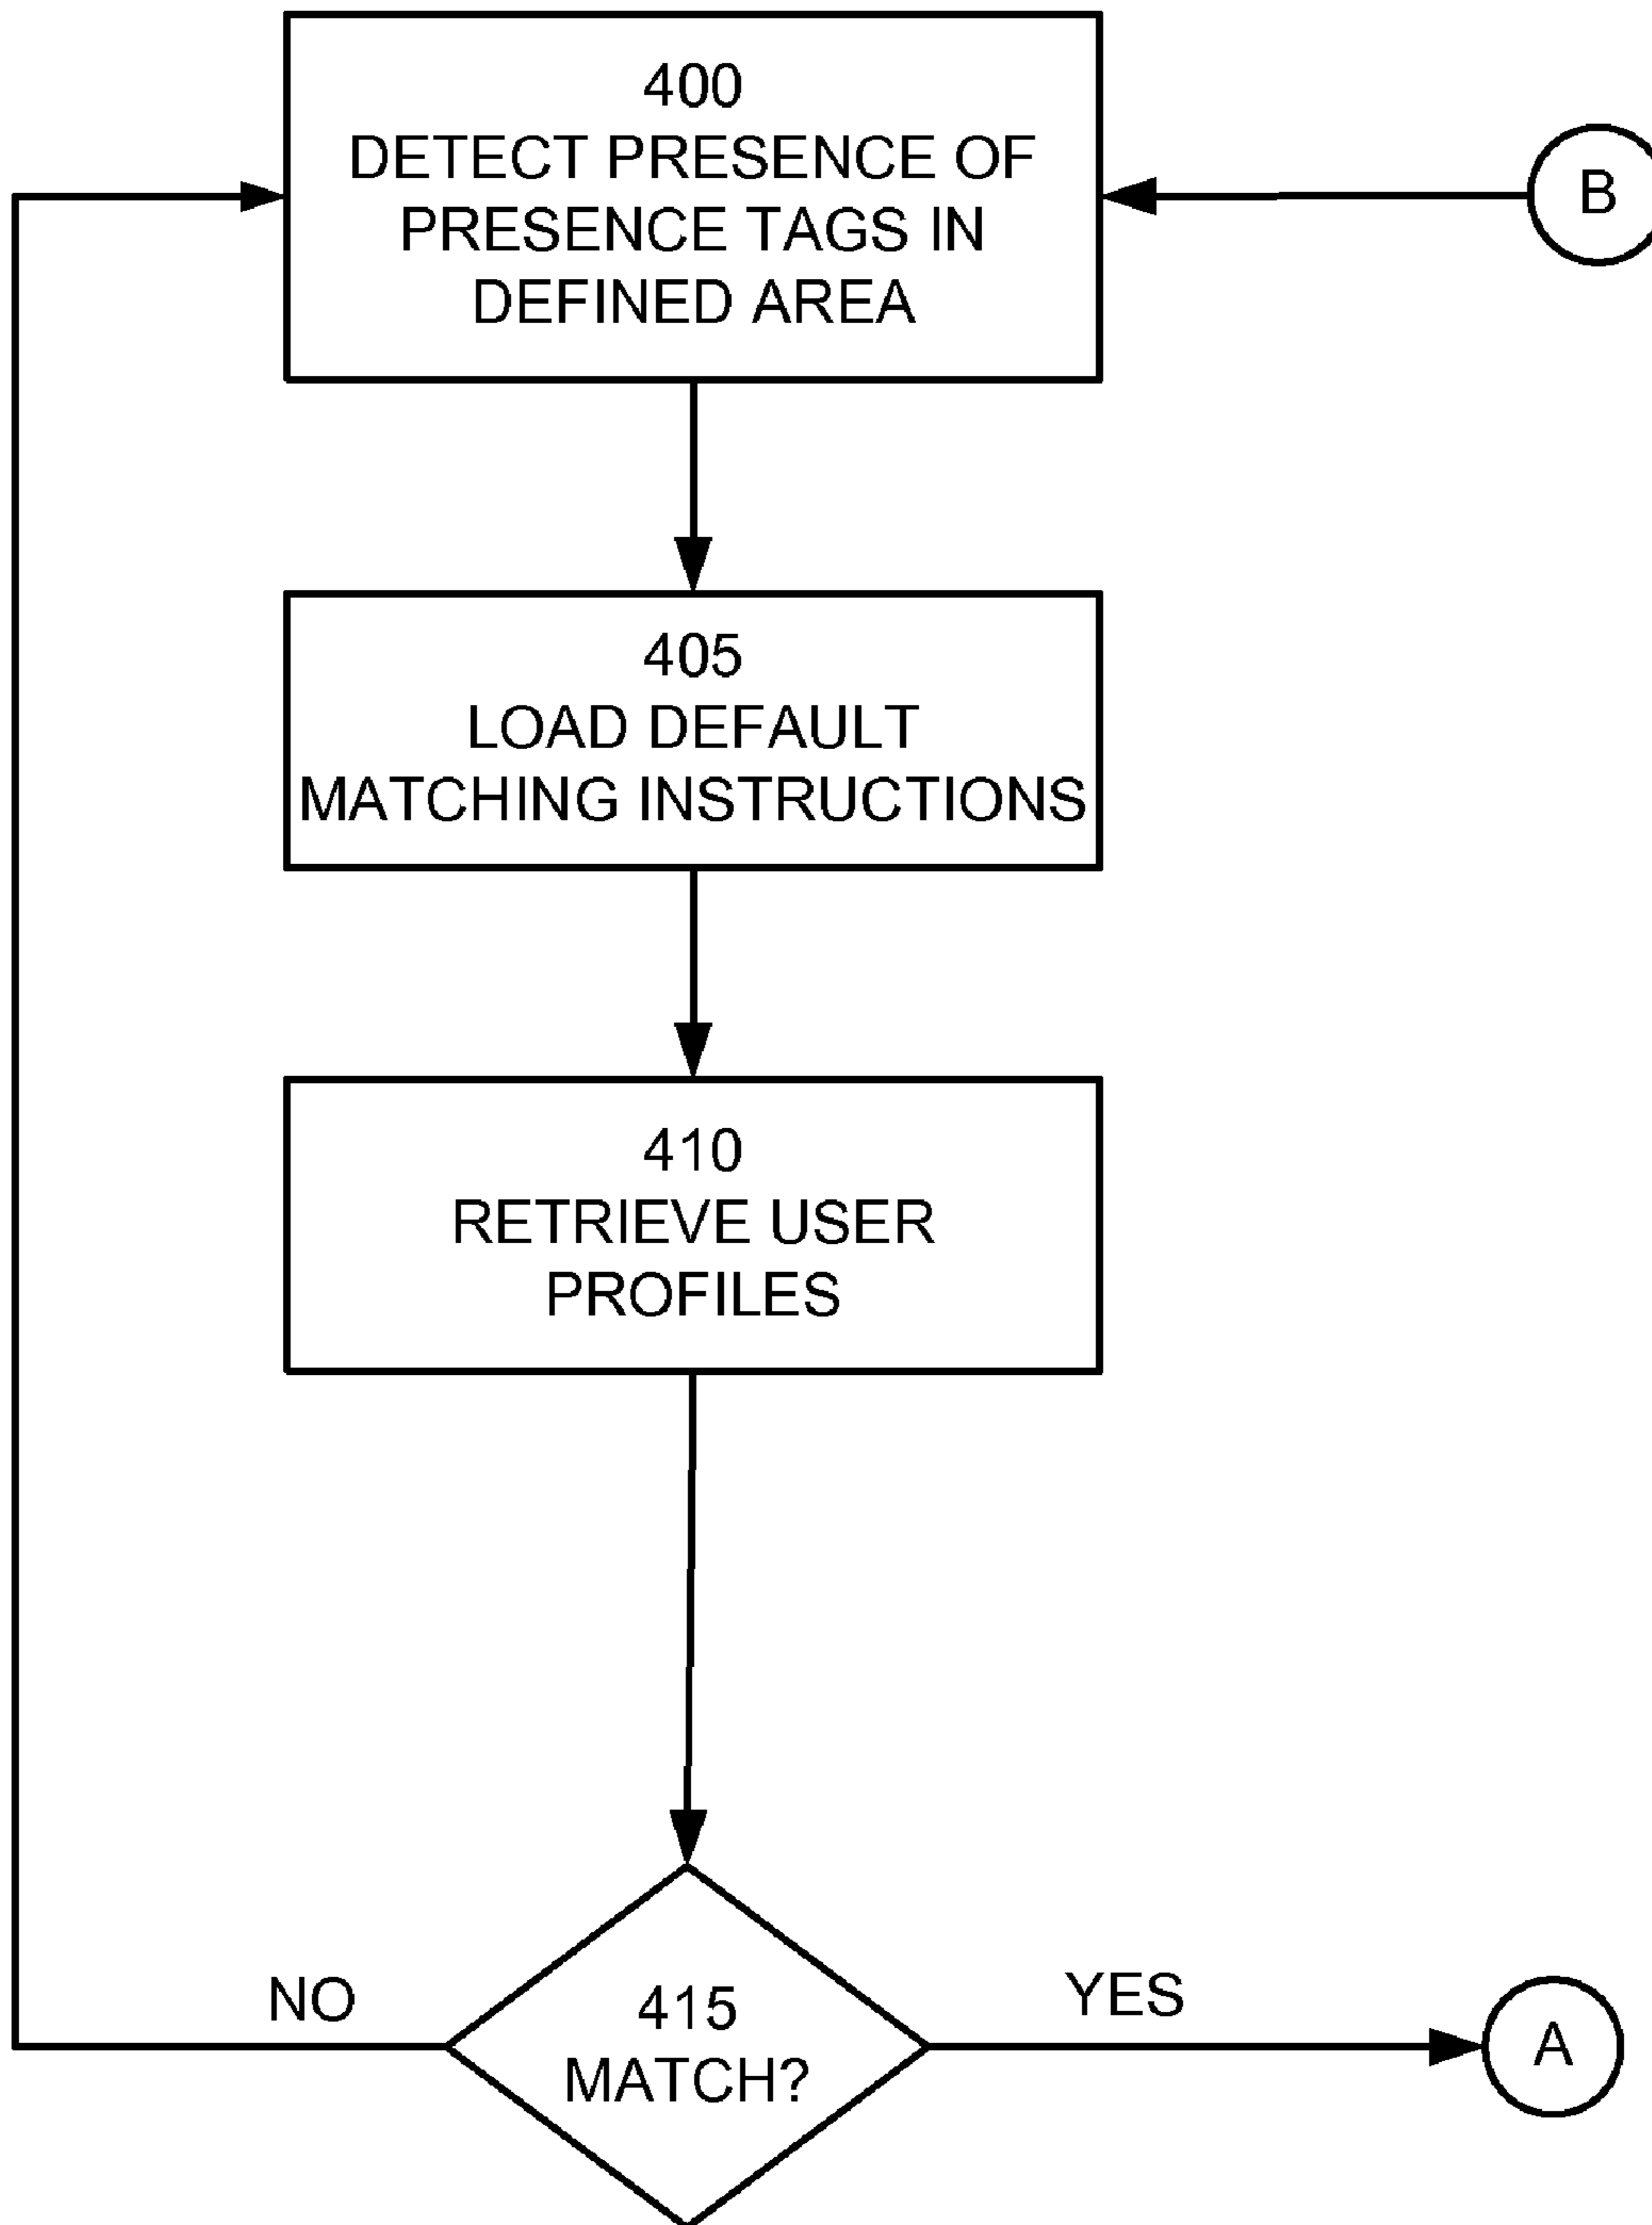 400
DETECT PRESENCE OF
PRESENCE TAGS IN
DEFINED AREA
B
405
LOAD DEFAULT
MATCHING INSTRUCTIONS
410
RETRIEVE USER
PROFILES
NO
415
MATCH?
YES
A